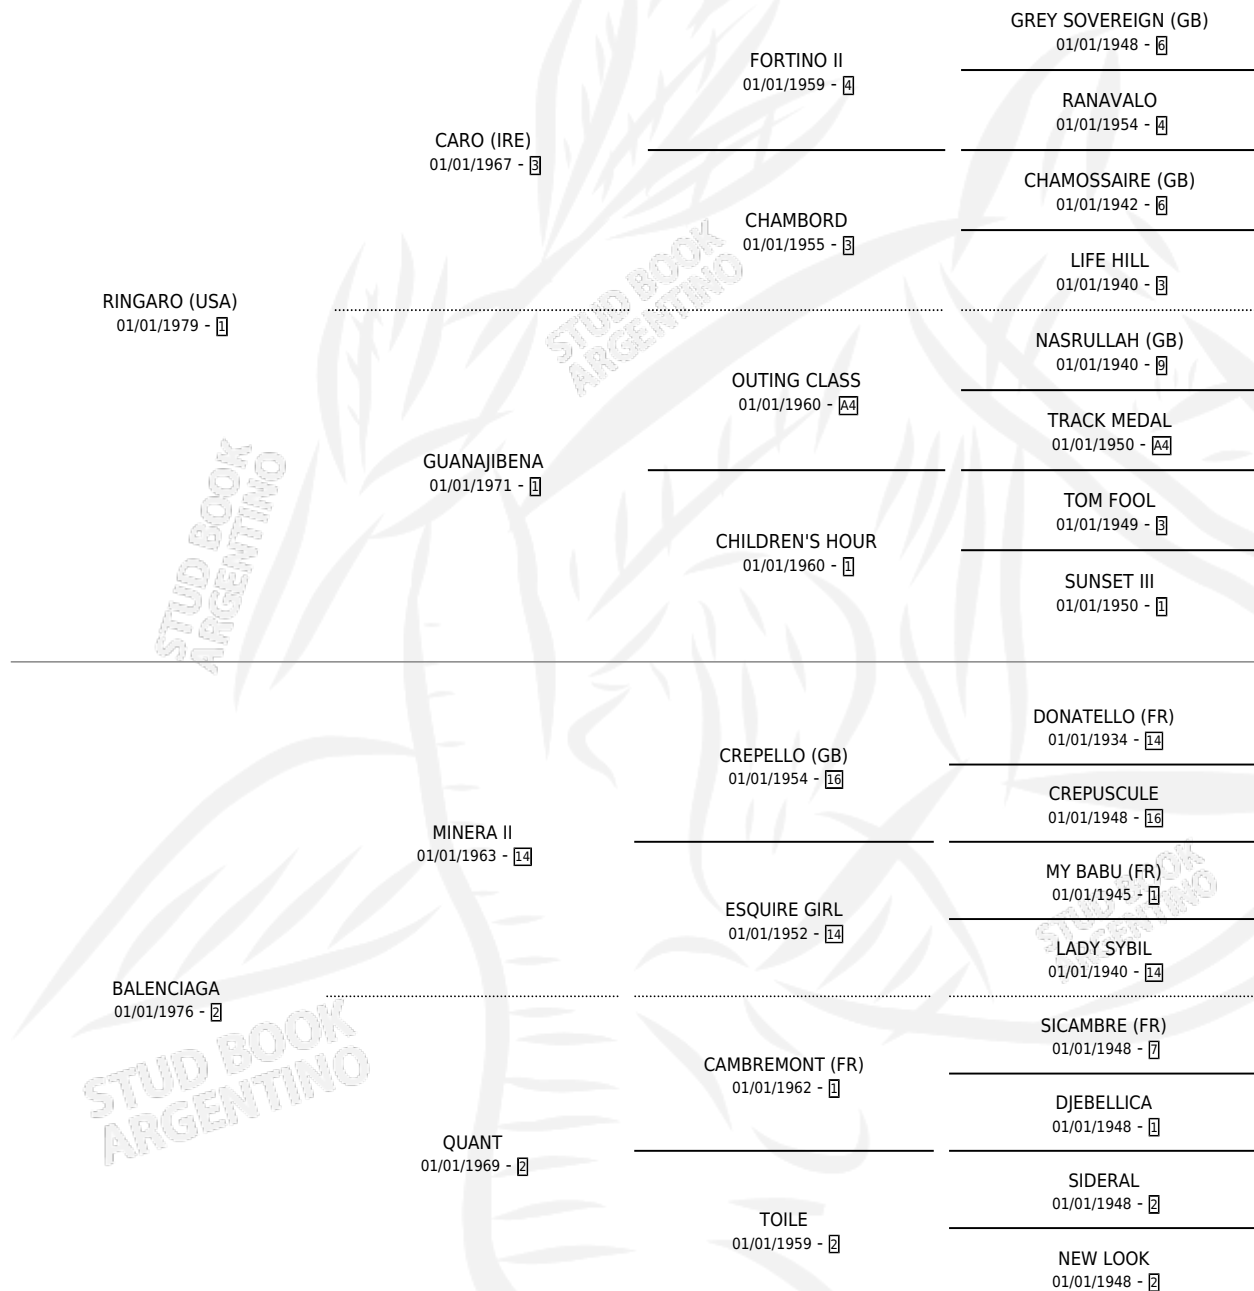 GREY SOVEREIGN (GB)
01/01/1948 - 6
FORTINO II
01/01/1959 - 4
RANAVALO
01/01/1954 - 4
CARO (IRE)
01/01/1967 - 3
CHAMOSSAIRE (GB)
01/01/1942 - 6
CHAMBORD
01/01/1955 - 3
LIFE HILL
01/01/1940 - 3
RINGARO (USA)
01/01/1979 - 1
NASRULLAH (GB)
01/01/1940 - 9
OUTING CLASS
01/01/1960 - A4
TRACK MEDAL
01/01/1950 - A4
GUANAJIBENA
01/01/1971 - 1
TOM FOOL
01/01/1949 - 3
CHILDREN'S HOUR
01/01/1960 - 1
SUNSET III
01/01/1950 - 1
DONATELLO (FR)
01/01/1934 - 14
CREPELLO (GB)
01/01/1954 - 16
CREPUSCULE
01/01/1948 - 16
MINERA II
01/01/1963 - 14
MY BABU (FR)
01/01/1945 - 1
ESQUIRE GIRL
01/01/1952 - 14
LADY SYBIL
01/01/1940 - 14
BALENCIAGA
01/01/1976 - 2
SICAMBRE (FR)
01/01/1948 - 7
CAMBREMONT (FR)
01/01/1962 - 1
DJEBELLICA
01/01/1948 - 1
QUANT
01/01/1969 - 2
SIDERAL
01/01/1948 - 2
TOILE
01/01/1959 - 2
NEW LOOK
01/01/1948 - 2
STUD BOOK
ARGENTINO
STUD BOOK
ARGENTINO
STUD BOOK
ARGENTINO
STUD BOOK
ARGENTINO